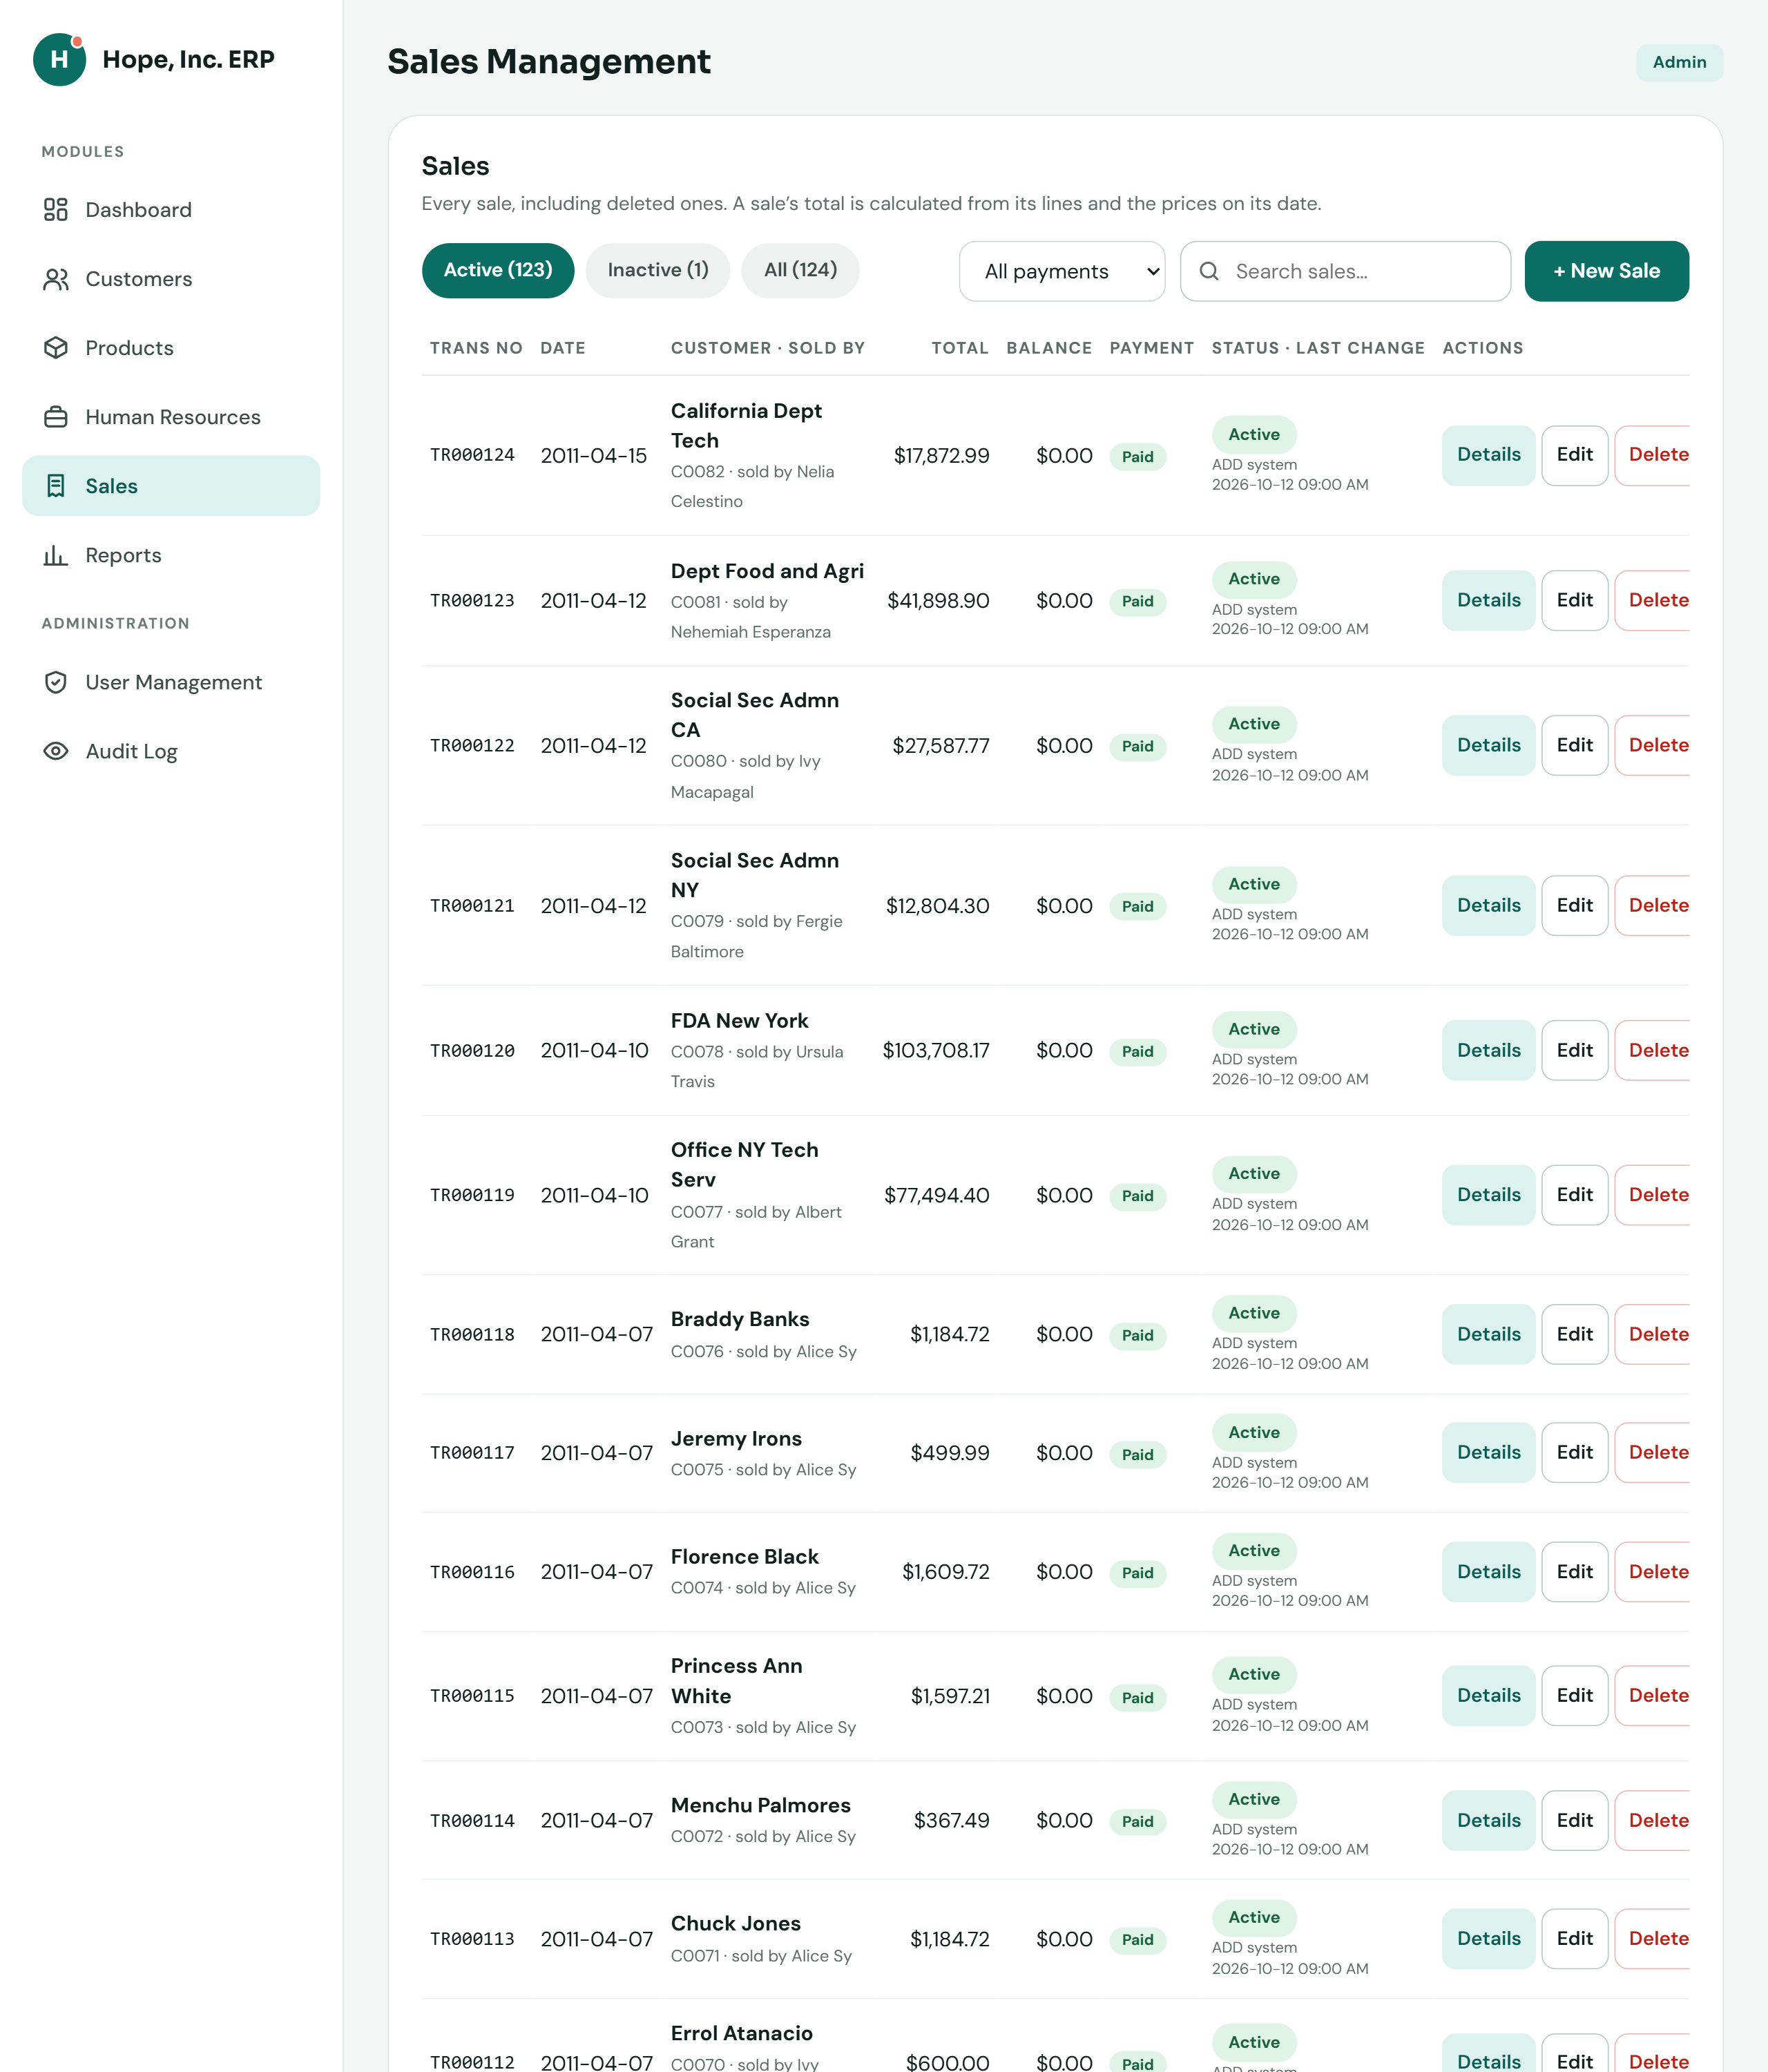 H Hope, Inc. ERP
MODULES
Dashboard
Customers
Products
Human Resources
Sales
Reports
ADMINISTRATION
User Management
Audit Log
Sales Management
Admin
Sales
Every sale, including deleted ones. A sale's total is calculated from its lines and the prices on its date.
Active (123) Inactive (1) All (124) All payments Search sales... + New Sale
TRANS NO DATE CUSTOMER · SOLD BY TOTAL BALANCE PAYMENT STATUS · LAST CHANGE ACTIONS
California Dept
Tech
C0082 · sold by Nelia
Celestino
TR000124 2011-04-15 $17,872.99 $0.00 Paid Active
ADD system
2026-10-12 09:00 AM
Details Edit Delete
Dept Food and Agri
C0081 · sold by
Nehemiah Esperanza
TR000123 2011-04-12 $41,898.90 $0.00 Paid Active
ADD system
2026-10-12 09:00 AM
Details Edit Delete
Social Sec Admn
CA
C0080 · sold by Ivy
Macapagal
TR000122 2011-04-12 $27,587.77 $0.00 Paid Active
ADD system
2026-10-12 09:00 AM
Details Edit Delete
Social Sec Admn
NY
C0079 · sold by Fergie
Baltimore
TR000121 2011-04-12 $12,804.30 $0.00 Paid Active
ADD system
2026-10-12 09:00 AM
Details Edit Delete
FDA New York
C0078 · sold by Ursula
Travis
TR000120 2011-04-10 $103,708.17 $0.00 Paid Active
ADD system
2026-10-12 09:00 AM
Details Edit Delete
Office NY Tech
Serv
C0077 · sold by Albert
Grant
TR000119 2011-04-10 $77,494.40 $0.00 Paid Active
ADD system
2026-10-12 09:00 AM
Details Edit Delete
Braddy Banks
C0076 · sold by Alice Sy
TR000118 2011-04-07 $1,184.72 $0.00 Paid Active
ADD system
2026-10-12 09:00 AM
Details Edit Delete
Jeremy Irons
C0075 · sold by Alice Sy
TR000117 2011-04-07 $499.99 $0.00 Paid Active
ADD system
2026-10-12 09:00 AM
Details Edit Delete
Florence Black
C0074 · sold by Alice Sy
TR000116 2011-04-07 $1,609.72 $0.00 Paid Active
ADD system
2026-10-12 09:00 AM
Details Edit Delete
Princess Ann
White
C0073 · sold by Alice Sy
TR000115 2011-04-07 $1,597.21 $0.00 Paid Active
ADD system
2026-10-12 09:00 AM
Details Edit Delete
Menchu Palmores
C0072 · sold by Alice Sy
TR000114 2011-04-07 $367.49 $0.00 Paid Active
ADD system
2026-10-12 09:00 AM
Details Edit Delete
Chuck Jones
C0071 · sold by Alice Sy
TR000113 2011-04-07 $1,184.72 $0.00 Paid Active
ADD system
2026-10-12 09:00 AM
Details Edit Delete
Errol Atanacio
C0070 · sold by Ivy
TR000112 2011-04-07 $600.00 $0.00 Paid Active
Details Edit Delete